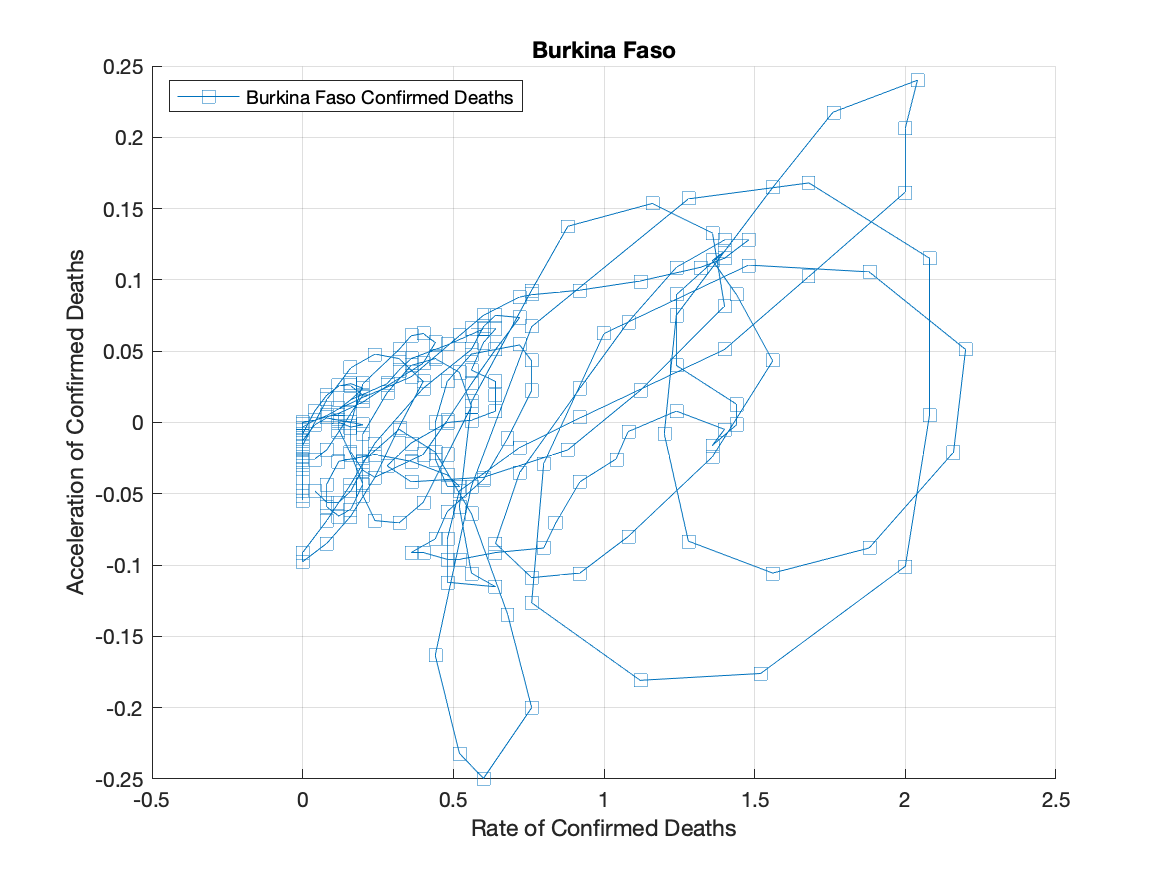 Burkina Faso
0.25
Burkina Faso Confirmed Deaths
0.2
0.15
0.1
0.05
0
-0.05
-0.1
-0.15
-0.2
-0.25
Acceleration of Confirmed Deaths
-0.5 0 0.5 1 1.5 2 2.5
Rate of Confirmed Deaths